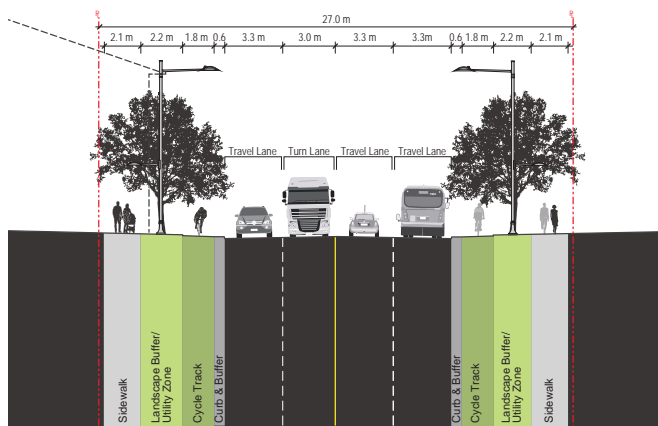 27.0 m
2.1 m 2.2 m 1.8 m 0.6 3.3 m 3.0 m 3.3 m 3.3m 0.6 1.8 m 2.2 m 2.1 m
Travel Lane Turn Lane Travel Lane Travel Lane
Sidewalk
Landscape Buffer/
Utility Zone
Cycle Track
Curb & Buffer
Curb & Buffer
Cycle Track
Landscape Buffer/
Utility Zone
Sidewalk